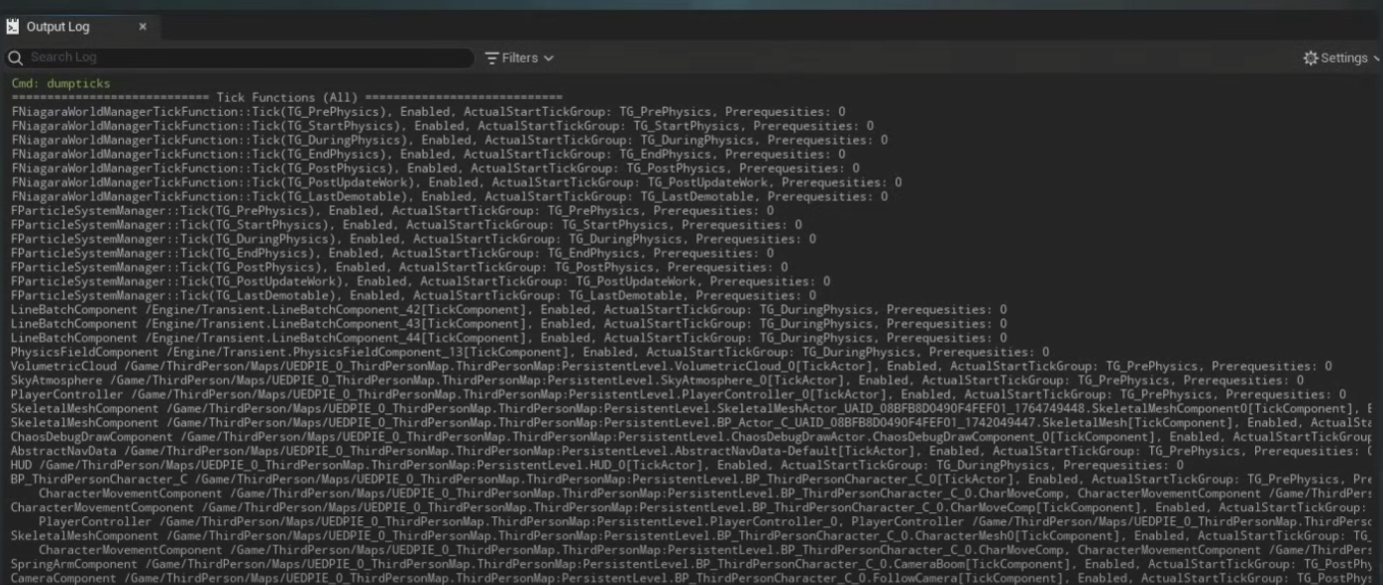 Output Log
Search Log
Filters
Settings
Cmd: dumpticks
============================ Tick Functions (All) ============================
FNiagaraWorldManagerTickFunction::Tick(TG_PrePhysics), Enabled, ActualStartTickGroup: TG_PrePhysics, Prerequesities: 0
FNiagaraWorldManagerTickFunction::Tick(TG_StartPhysics), Enabled, ActualStartTickGroup: TG_StartPhysics, Prerequesities: 0
FNiagaraWorldManagerTickFunction::Tick(TG_DuringPhysics), Enabled, ActualStartTickGroup: TG_DuringPhysics, Prerequesities: 0
FNiagaraWorldManagerTickFunction::Tick(TG_EndPhysics), Enabled, ActualStartTickGroup: TG_EndPhysics, Prerequesities: 0
FNiagaraWorldManagerTickFunction::Tick(TG_PostPhysics), Enabled, ActualStartTickGroup: TG_PostPhysics, Prerequesities: 0
FNiagaraWorldManagerTickFunction::Tick(TG_PostUpdateWork), Enabled, ActualStartTickGroup: TG_PostUpdateWork, Prerequesities: 0
FNiagaraWorldManagerTickFunction::Tick(TG_LastDemotable), Enabled, ActualStartTickGroup: TG_LastDemotable, Prerequesities: 0
FParticleSystemManager::Tick(TG_PrePhysics), Enabled, ActualStartTickGroup: TG_PrePhysics, Prerequesities: 0
FParticleSystemManager::Tick(TG_StartPhysics), Enabled, ActualStartTickGroup: TG_StartPhysics, Prerequesities: 0
FParticleSystemManager::Tick(TG_DuringPhysics), Enabled, ActualStartTickGroup: TG_DuringPhysics, Prerequesities: 0
FParticleSystemManager::Tick(TG_EndPhysics), Enabled, ActualStartTickGroup: TG_EndPhysics, Prerequesities: 0
FParticleSystemManager::Tick(TG_PostPhysics), Enabled, ActualStartTickGroup: TG_PostPhysics, Prerequesities: 0
FParticleSystemManager::Tick(TG_PostUpdateWork), Enabled, ActualStartTickGroup: TG_PostUpdateWork, Prerequesities: 0
FParticleSystemManager::Tick(TG_LastDemotable), Enabled, ActualStartTickGroup: TG_LastDemotable, Prerequesities: 0
LineBatchComponent /Engine/Transient.LineBatchComponent_42[TickComponent], Enabled, ActualStartTickGroup: TG_DuringPhysics, Prerequesities: 0
LineBatchComponent /Engine/Transient.LineBatchComponent_43[TickComponent], Enabled, ActualStartTickGroup: TG_DuringPhysics, Prerequesities: 0
LineBatchComponent /Engine/Transient.LineBatchComponent_44[TickComponent], Enabled, ActualStartTickGroup: TG_DuringPhysics, Prerequesities: 0
PhysicsFieldComponent /Engine/Transient.PhysicsFieldComponent_13[TickComponent], Enabled, ActualStartTickGroup: TG_DuringPhysics, Prerequesities: 0
VolumetricCloud /Game/ThirdPerson/Maps/UEDPIE_0_ThirdPersonMap.ThirdPersonMap:PersistentLevel.VolumetricCloud_0[TickActor], Enabled, ActualStartTickGroup: TG_PrePhysics, Prerequesities: 0
SkyAtmosphere /Game/ThirdPerson/Maps/UEDPIE_0_ThirdPersonMap.ThirdPersonMap:PersistentLevel.SkyAtmosphere_0[TickActor], Enabled, ActualStartTickGroup: TG_PrePhysics, Prerequesities: 0
PlayerController /Game/ThirdPerson/Maps/UEDPIE_0_ThirdPersonMap.ThirdPersonMap:PersistentLevel.PlayerController_0[TickActor], Enabled, ActualStartTickGroup: TG_PrePhysics, Prerequesities: 0
SkeletalMeshComponent /Game/ThirdPerson/Maps/UEDPIE_0_ThirdPersonMap.ThirdPersonMap:PersistentLevel.SkeletalMeshActor_UAID_08BFB8D0490F4FEF01_1764749448.SkeletalMeshComponent0[TickComponent], E
SkeletalMeshComponent /Game/ThirdPerson/Maps/UEDPIE_0_ThirdPersonMap.ThirdPersonMap:PersistentLevel.BP_Actor_C_UAID_08BFB8D0490F4FEF01_1742049447.SkeletalMesh[TickComponent], Enabled, ActualSta
ChaosDebugDrawComponent /Game/ThirdPerson/Maps/UEDPIE_0_ThirdPersonMap.ThirdPersonMap:PersistentLevel.ChaosDebugDrawActor.ChaosDebugDrawComponent_0[TickComponent], Enabled, ActualStartTickGroup
AbstractNavData /Game/ThirdPerson/Maps/UEDPIE_0_ThirdPersonMap.ThirdPersonMap:PersistentLevel.AbstractNavData-Default[TickActor], Enabled, ActualStartTickGroup: TG_PrePhysics, Prerequesities: 0
HUD /Game/ThirdPerson/Maps/UEDPIE_0_ThirdPersonMap.ThirdPersonMap:PersistentLevel.HUD_0[TickActor], Enabled, ActualStartTickGroup: TG_DuringPhysics, Prerequesities: 0
BP_ThirdPersonCharacter_C /Game/ThirdPerson/Maps/UEDPIE_0_ThirdPersonMap.ThirdPersonMap:PersistentLevel.BP_ThirdPersonCharacter_C_0[TickActor], Enabled, ActualStartTickGroup: TG_PrePhysics, Pre
CharacterMovementComponent /Game/ThirdPerson/Maps/UEDPIE_0_ThirdPersonMap.ThirdPersonMap:PersistentLevel.BP_ThirdPersonCharacter_C_0.CharMoveComp, CharacterMovementComponent /Game/ThirdPers
CharacterMovementComponent /Game/ThirdPerson/Maps/UEDPIE_0_ThirdPersonMap.ThirdPersonMap:PersistentLevel.BP_ThirdPersonCharacter_C_0.CharMoveComp[TickComponent], Enabled, ActualStartTickGroup:
PlayerController /Game/ThirdPerson/Maps/UEDPIE_0_ThirdPersonMap.ThirdPersonMap:PersistentLevel.PlayerController_0, PlayerController /Game/ThirdPerson/Maps/UEDPIE_0_ThirdPersonMap.ThirdPerso
SkeletalMeshComponent /Game/ThirdPerson/Maps/UEDPIE_0_ThirdPersonMap.ThirdPersonMap:PersistentLevel.BP_ThirdPersonCharacter_C_0.CharacterMesh0[TickComponent], Enabled, ActualStartTickGroup: TG_
CharacterMovementComponent /Game/ThirdPerson/Maps/UEDPIE_0_ThirdPersonMap.ThirdPersonMap:PersistentLevel.BP_ThirdPersonCharacter_C_0.CharMoveComp, CharacterMovementComponent /Game/ThirdPers
SpringArmComponent /Game/ThirdPerson/Maps/UEDPIE_0_ThirdPersonMap.ThirdPersonMap:PersistentLevel.BP_ThirdPersonCharacter_C_0.CameraBoom[TickComponent], Enabled, ActualStartTickGroup: TG_PostPhy
CameraComponent /Game/ThirdPerson/Maps/UEDPIE_0_ThirdPersonMap.ThirdPersonMap:PersistentLevel.BP_ThirdPersonCharacter_C_0.FollowCamera[TickComponent], Enabled, ActualStartTickGroup: TG_PostPhys